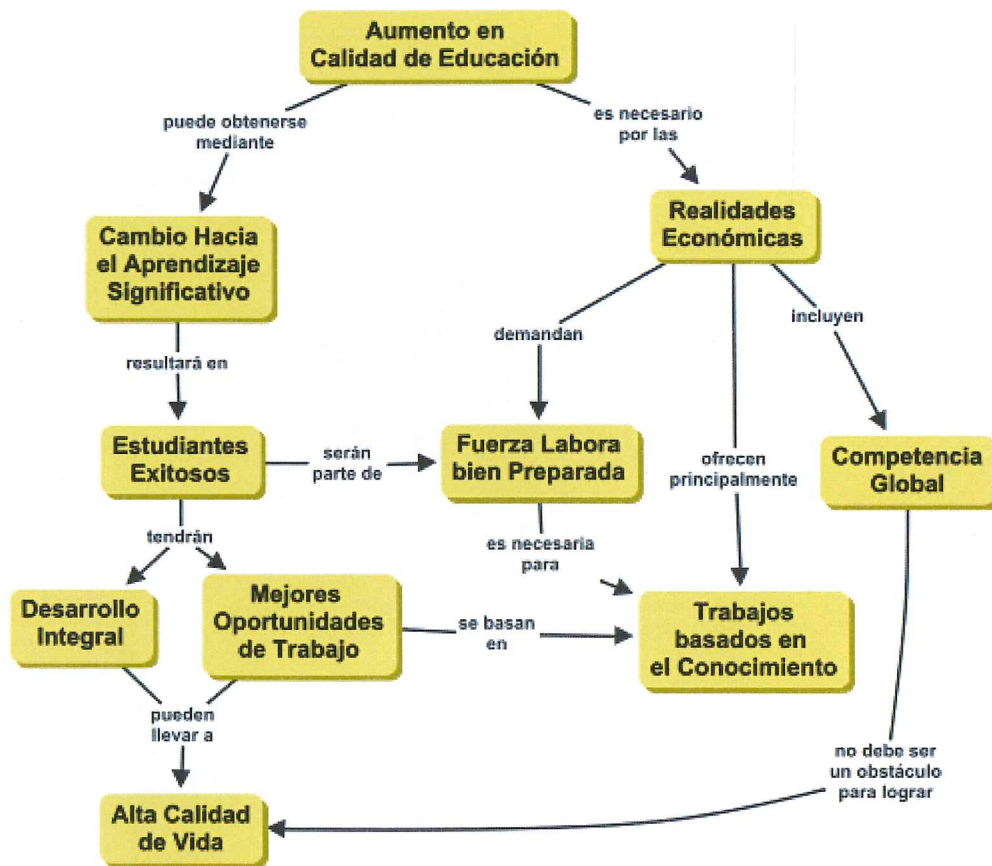 Aumento en
Calidad de Educación
puede obtenerse
mediante
es necesario
por las
Cambio Hacia
el Aprendizaje
Significativo
Realidades
Económicas
resultará en
demandan
incluyen
Estudiantes
Exitosos
serán
parte de
Fuerza Labora
bien Preparada
ofrecen
principalmente
Competencia
Global
tendrán
es necesaria
para
Desarrollo
Integral
Mejores
Oportunidades
de Trabajo
se basan
en
Trabajos
basados en
el Conocimiento
pueden
llevar a
no debe ser
un obstáculo
para lograr
Alta Calidad
de Vida